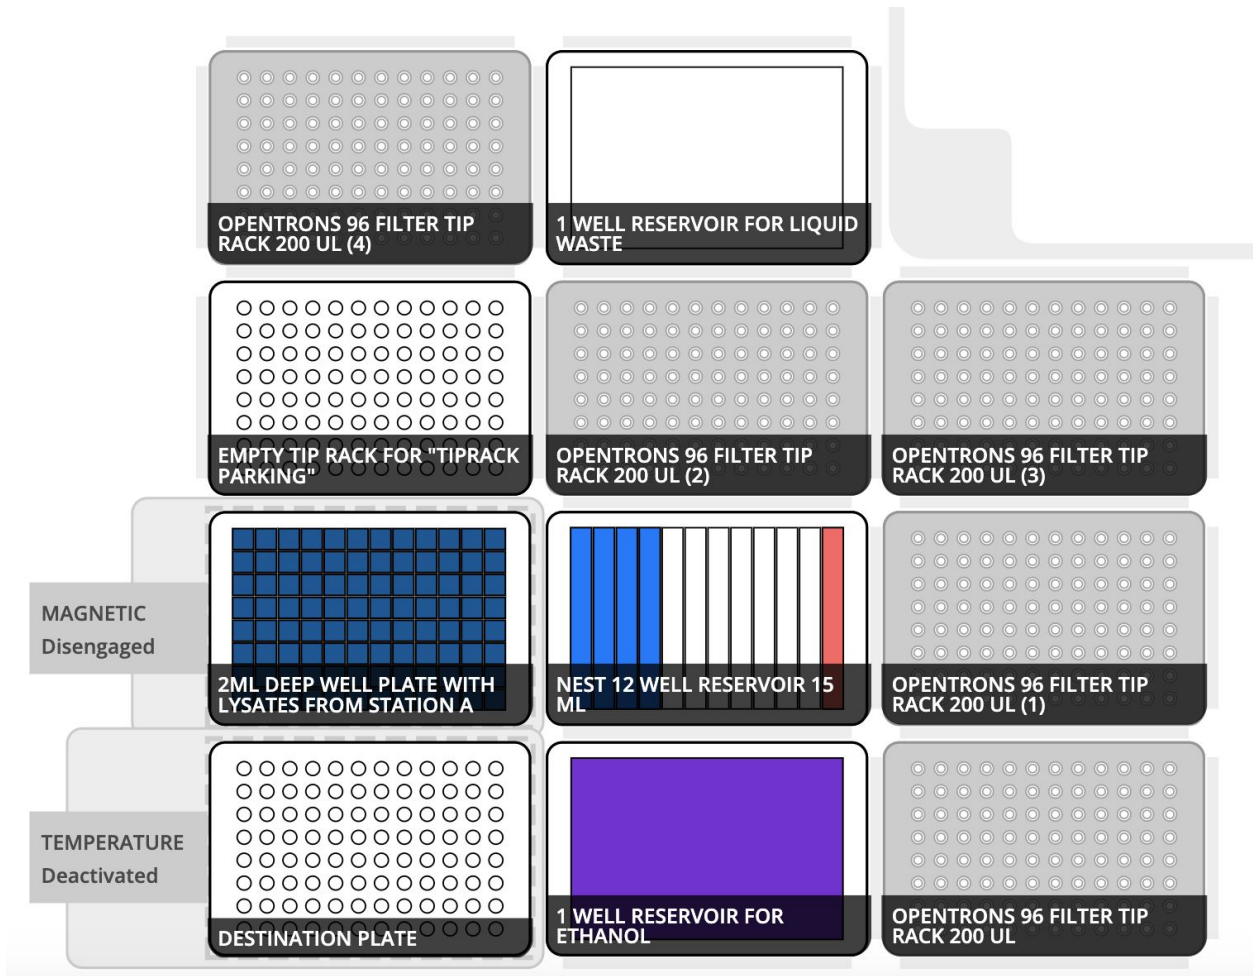 OPENTRONS 96 FILTER TIP
RACK 200 UL (4)
1 WELL RESERVOIR FOR LIQUID
WASTE
EMPTY TIP RACK FOR "TIPRACK
PARKING"
OPENTRONS 96 FILTER TIP
RACK 200 UL (2)
OPENTRONS 96 FILTER TIP
RACK 200 UL (3)
MAGNETIC
Disengaged
2ML DEEP WELL PLATE WITH
LYSATES FROM STATION A
NEST 12 WELL RESERVOIR 15
ML
OPENTRONS 96 FILTER TIP
RACK 200 UL (1)
TEMPERATURE
Deactivated
DESTINATION PLATE
1 WELL RESERVOIR FOR
ETHANOL
OPENTRONS 96 FILTER TIP
RACK 200 UL